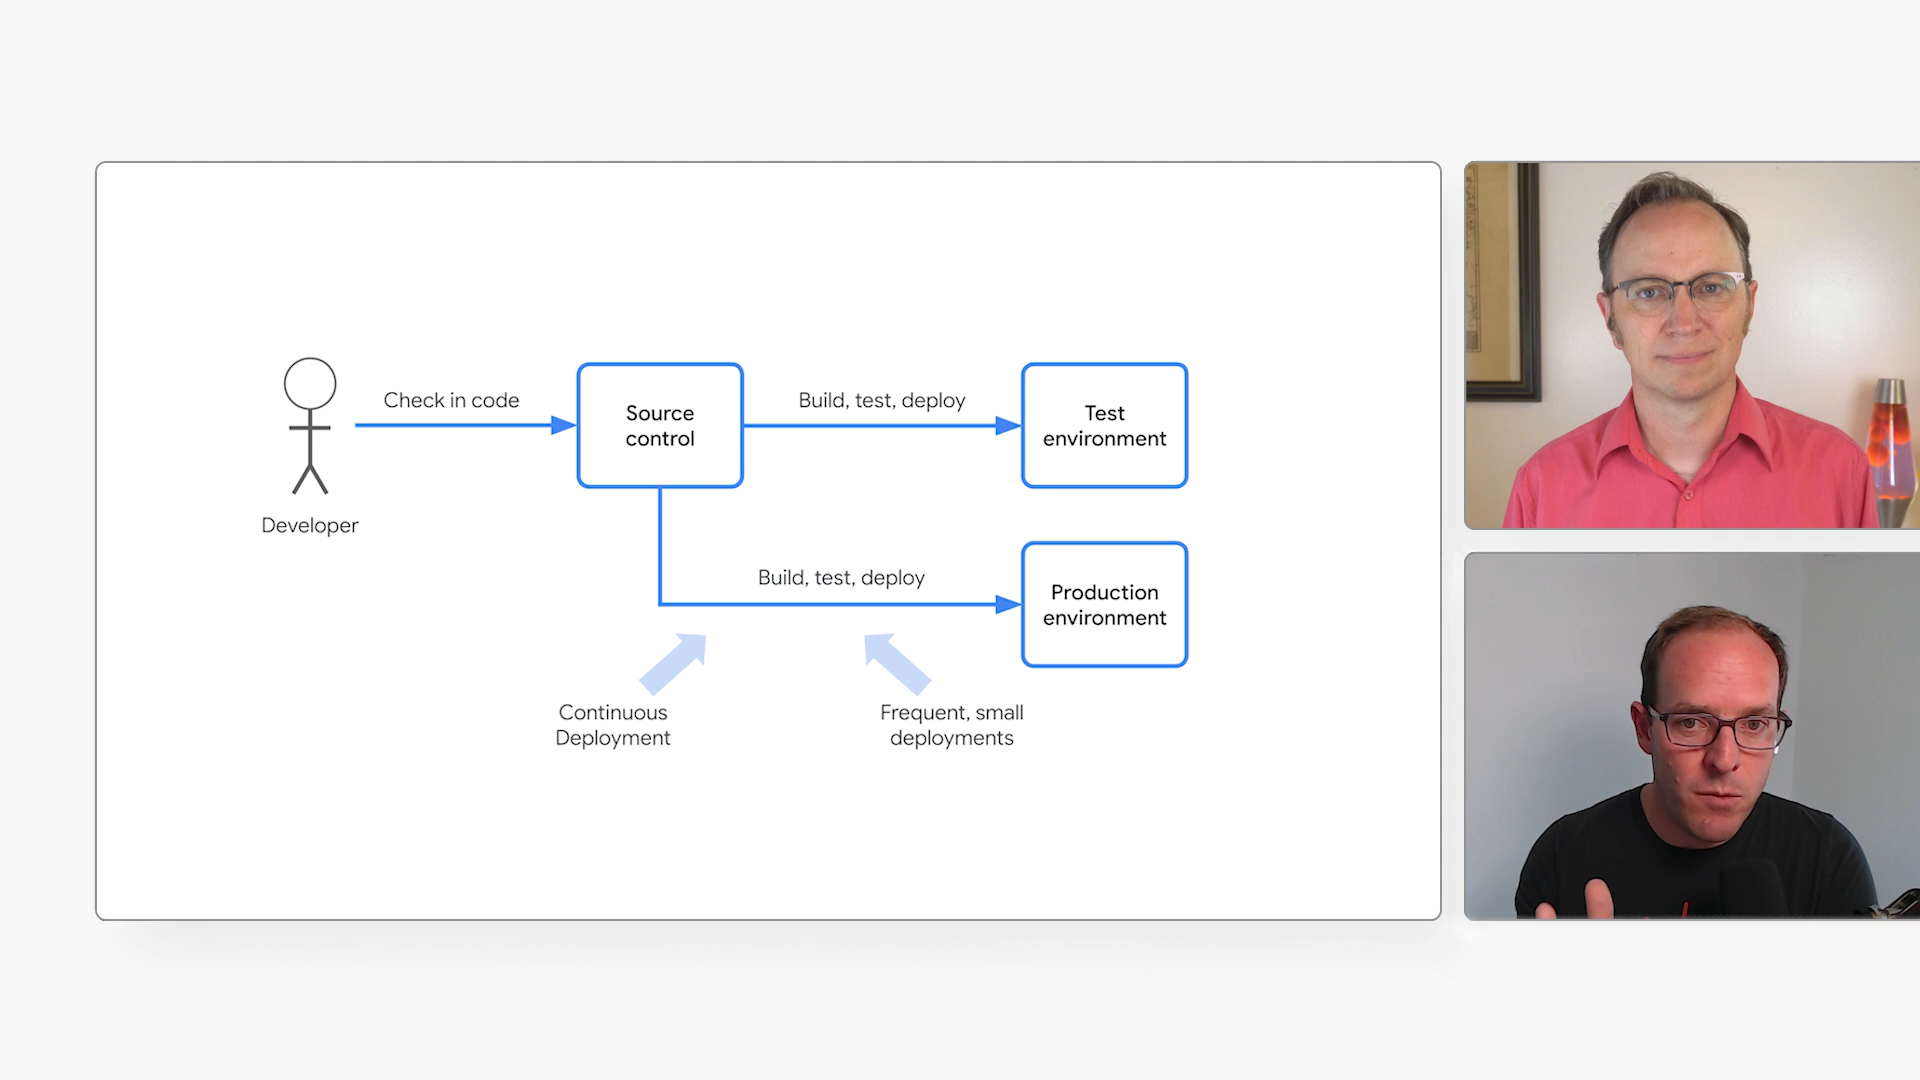 Check in code
Source
control
Build, test, deploy
Test
environment
Developer
Build, test, deploy
Production
environment
Continuous
Deployment
Frequent, small
deployments